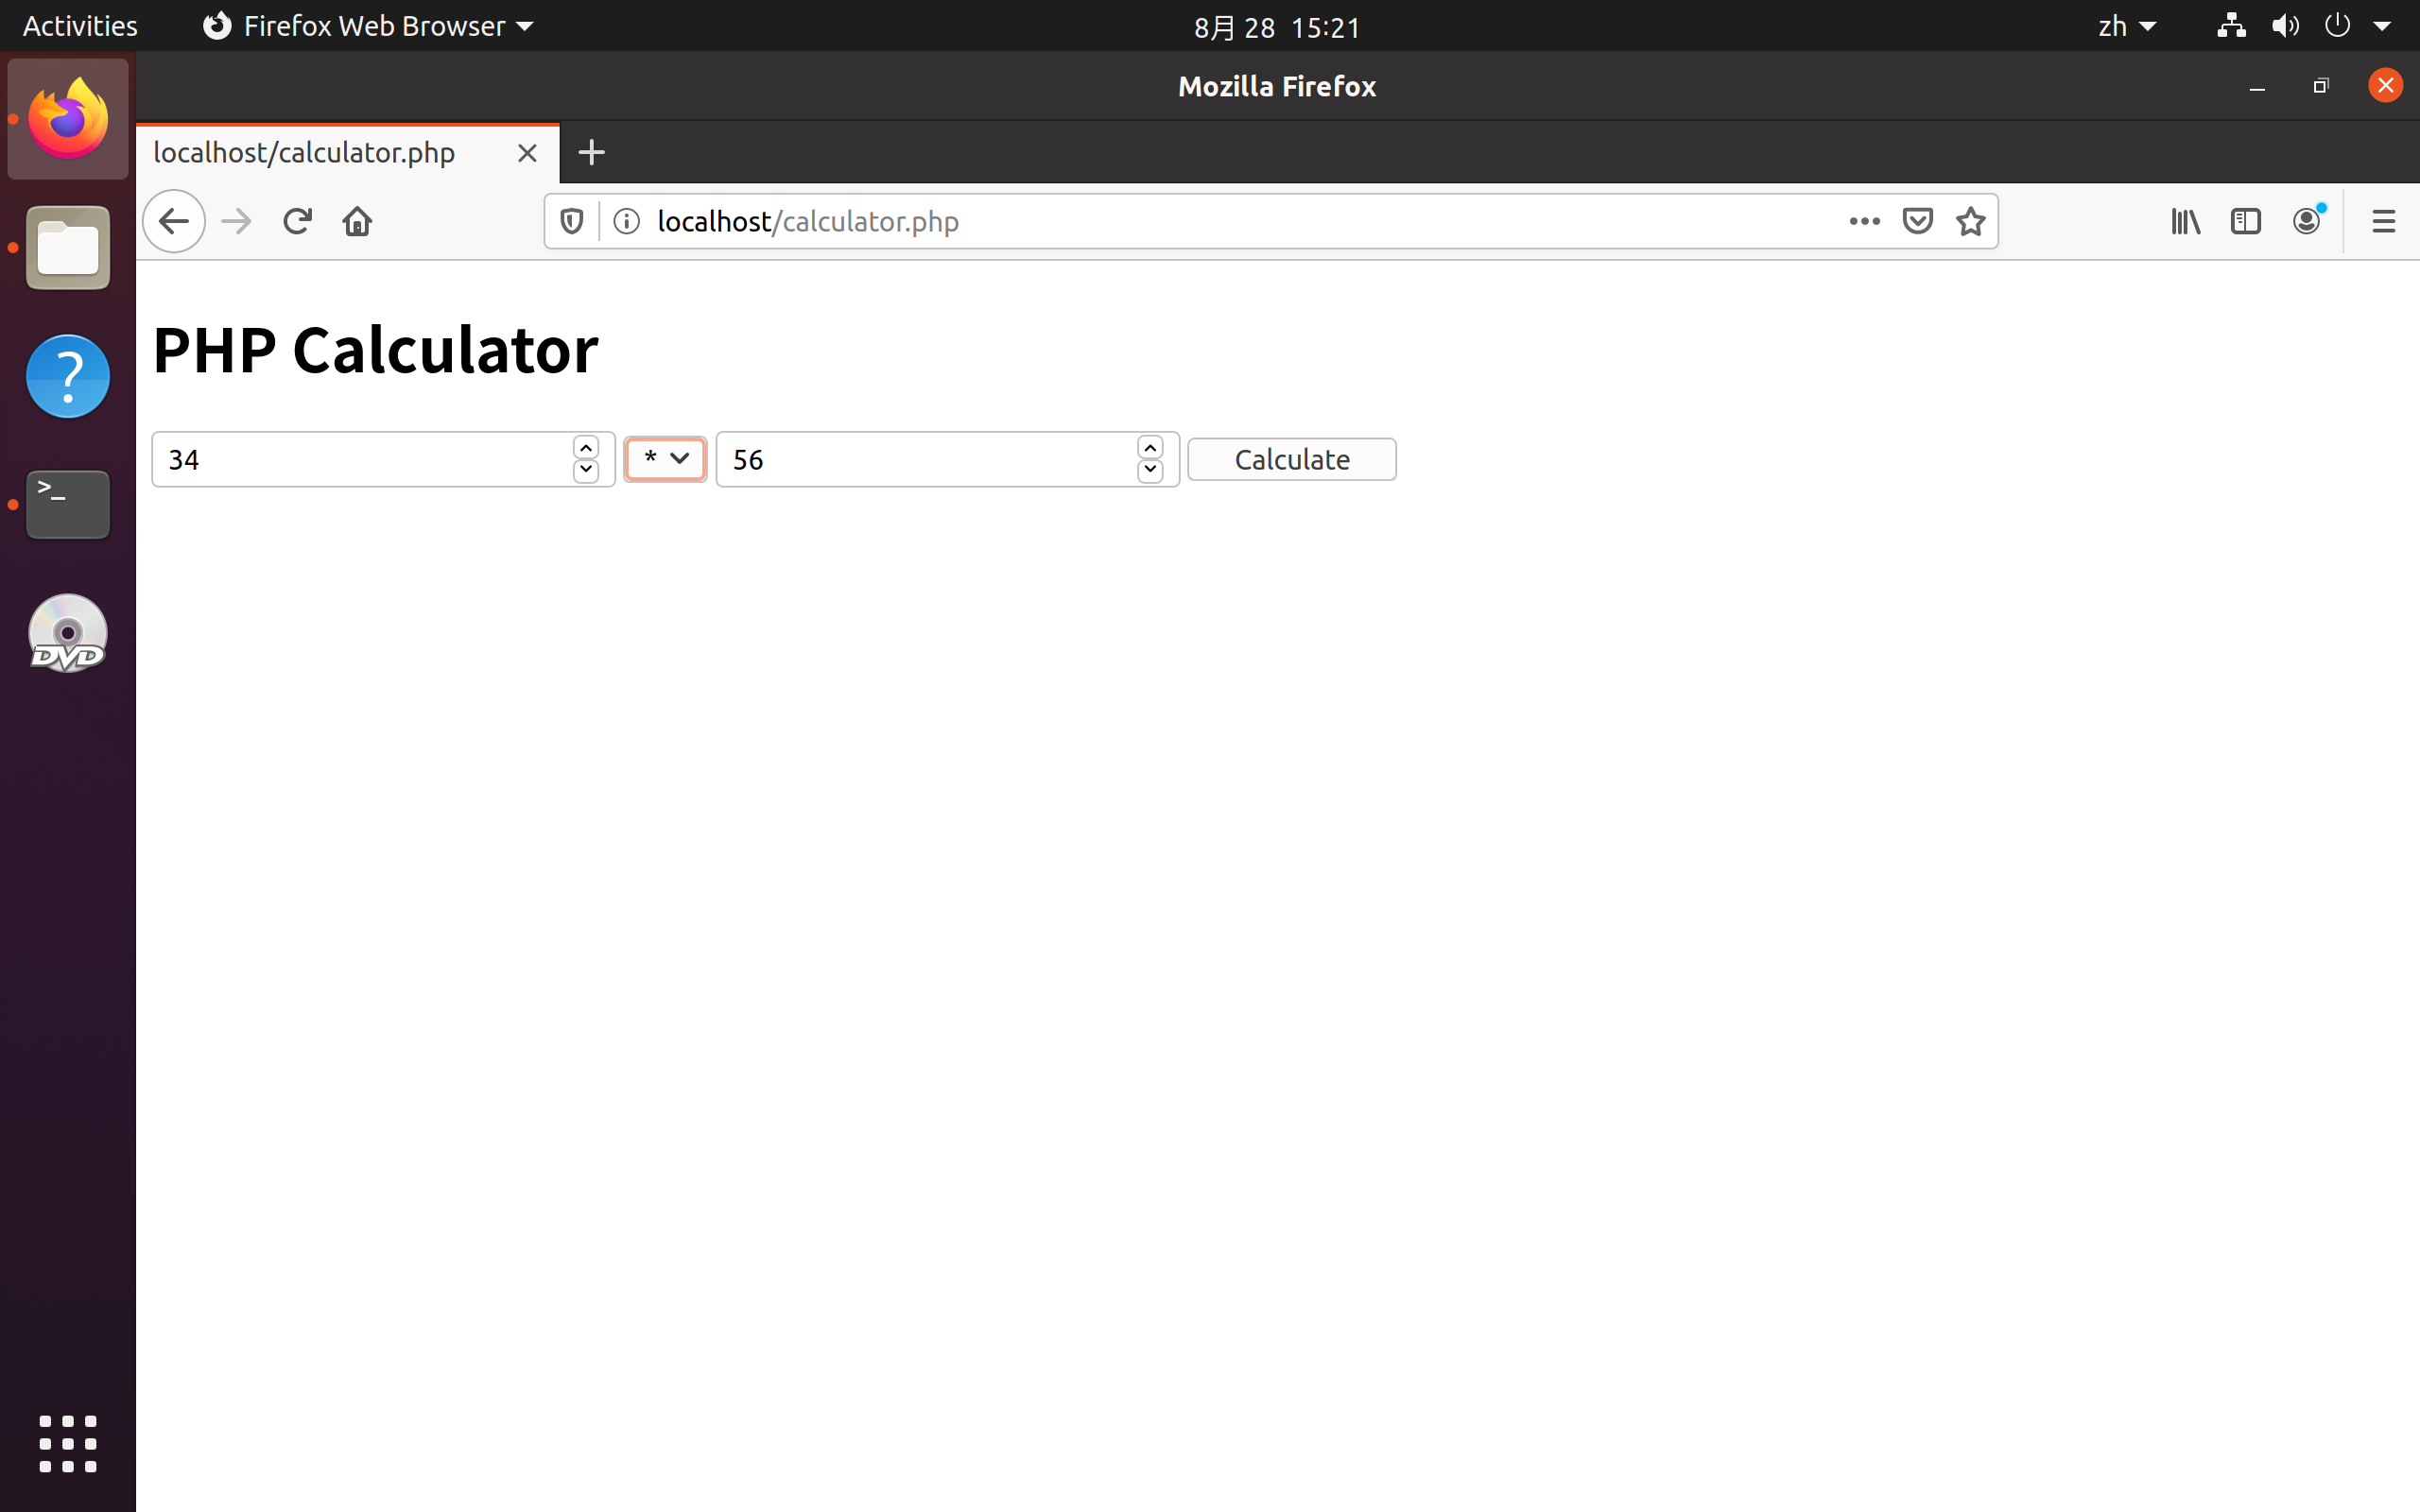 Activities Firefox Web Browser 8月 28 15:21 zh
Mozilla Firefox
localhost/calculator.php
localhost/calculator.php
PHP Calculator
34 * 56 Calculate
?
>_
DVD